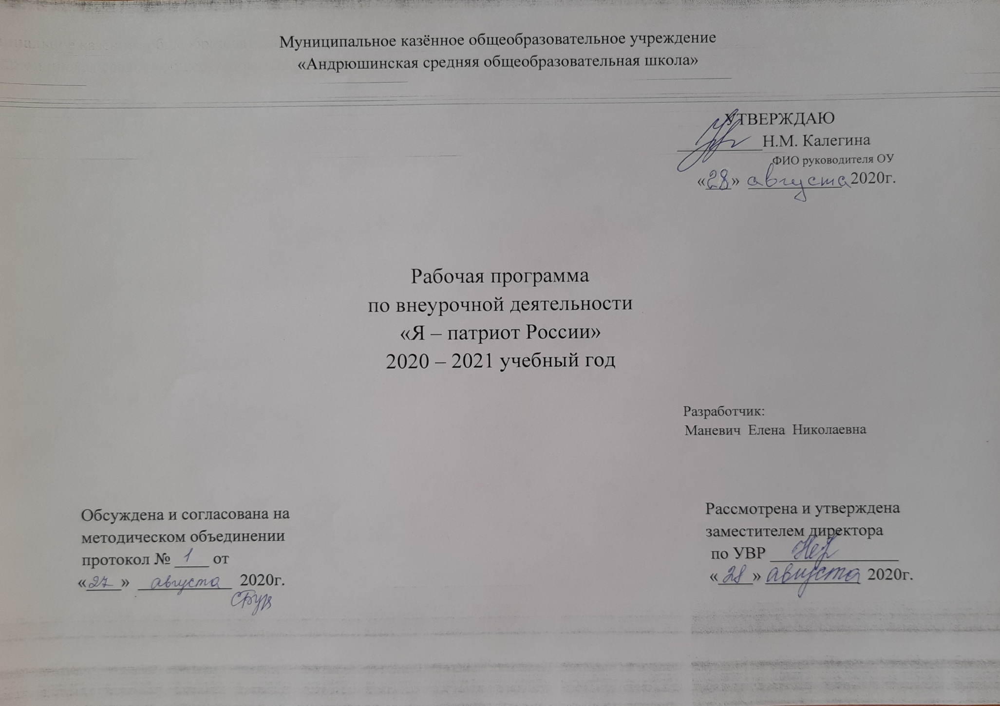 Муниципальное казённое общеобразовательное учреждение
«Андрюшинская средняя общеобразовательная школа»
УТВЕРЖДАЮ
Н.М. Калегина
ФИО руководителя ОУ
«28» августа 2020г.
Рабочая программа
по внеурочной деятельности
«Я – патриот России»
2020 – 2021 учебный год
Разработчик:
Маневич Елена Николаевна
Обсуждена и согласована на
методическом объединении
протокол № 1 от
«27» августа 2020г.
Рассмотрена и утверждена
заместителем директора
по УВР
«28» августа 2020г.